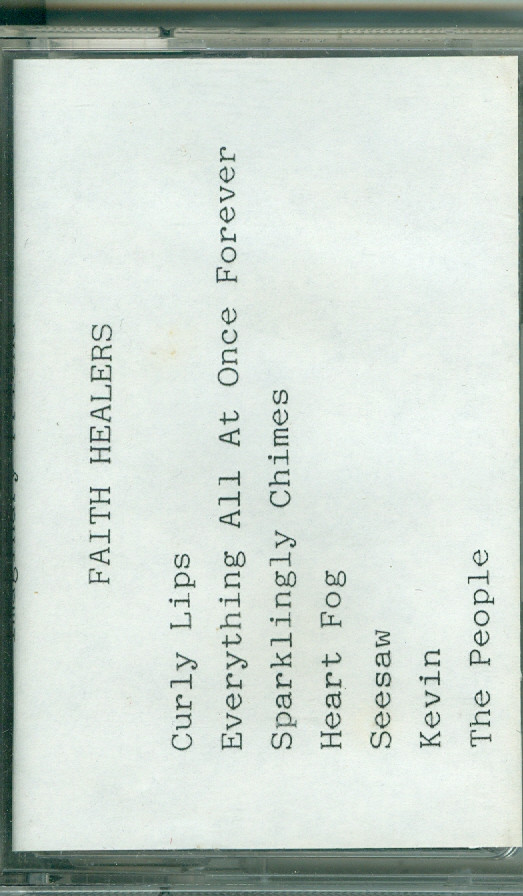 FAITH HEALERS
Curly Lips
Everything All At Once Forever
Sparklingly Chimes
Heart Fog
Seesaw
Kevin
The People